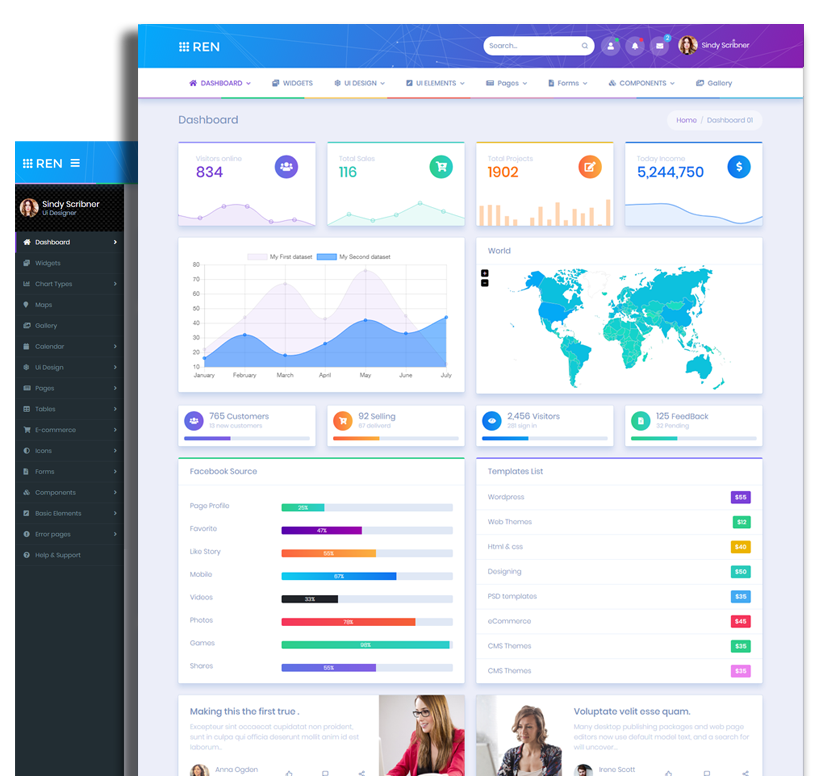 REN
Search...
2
Sindy Scribner
DASHBOARD
WIDGETS
UI DESIGN
UI ELEMENTS
Pages
Forms
COMPONENTS
Gallery
Dashboard
Home / Dashboard 01
REN
Sindy Scribner
Ui Designer
Dashboard
Widgets
Chart Types
Maps
Gallery
Calendar
Ui Design
Pages
Tables
E-commerce
Icons
Forms
Components
Basic Elements
Error pages
Help & Support
Visitors online
834
Total Sales
116
Total Projects
1902
Today Income
5,244,750
My First dataset
My Second dataset
80
70
60
50
40
30
20
10
January
February
March
April
May
June
July
World
+
−
765 Customers
13 new customers
92 Selling
67 deliverd
2,456 Visitors
391 sign in
125 FeedBack
32 Pending
Facebook Source
Page Profile
25%
Favorite
47%
Like Story
Mobile
67%
Videos
33%
Photos
78%
Games
98%
Shares
Templates List
Wordpress
$55
Web Themes
$12
Html & css
$40
Designing
$50
PSD templates
$35
eCommerce
$45
CMS Themes
$35
CMS Themes
$35
Making this the first true .
Excepteur sint occaecat cupidatat non proident,
sunt in culpa qui officia deserunt mollit anim id est
laborum..
Anna Ogden
Voluptate velit esse quam.
Many desktop publishing packages and web page
editors now use default model text, and a search for
will uncover...
Irene Scott